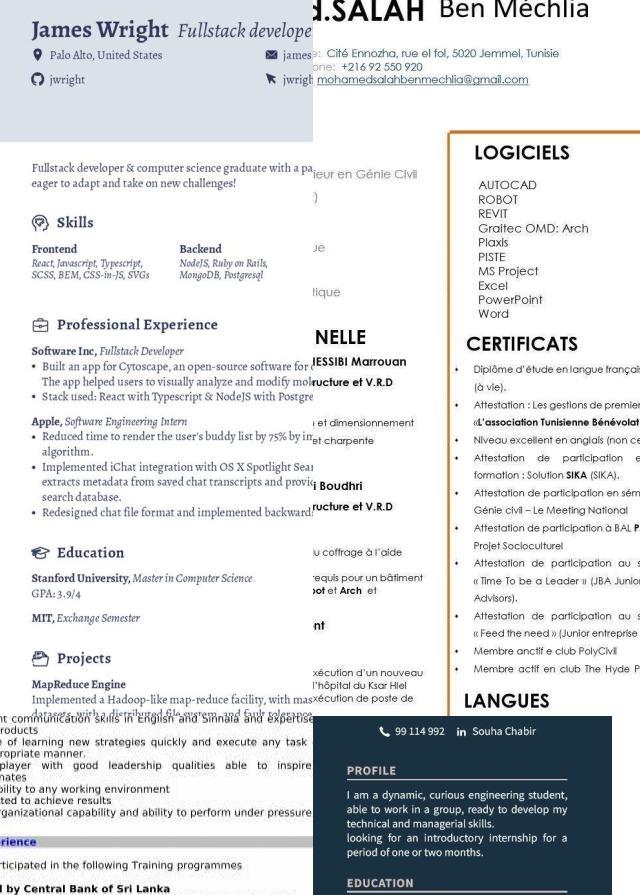 James Wright Fullstack develope
Palo Alto, United States
james
jwright
jwrigh
Fullstack developer & computer science graduate with a pa
eager to adapt and take on new challenges!
Skills
Frontend
React, Javascript, Typescript,
SCSS, BEM, CSS-in-JS, SVGs
Backend
NodeJS, Ruby on Rails,
MongoDB, Postgresql
Professional Experience
Software Inc, Fullstack Developer
• Built an app for Cytoscape, an open-source software for
The app helped users to visually analyze and modify mol
• Stack used: React with Typescript & NodeJS with Postgre
Apple, Software Engineering Intern
• Reduced time to render the user's buddy list by 75% by in
algorithm.
• Implemented iChat integration with OS X Spotlight Sear
extracts metadata from saved chat transcripts and provid
search database.
• Redesigned chat file format and implemented backward
Education
Stanford University, Master in Computer Science
GPA: 3.9/4
MIT, Exchange Semester
Projects
MapReduce Engine
Implemented a Hadoop-like map-reduce facility, with mas
datasets, with a distributed file system, and fault tolerance
d.SALAH Ben Méchlia
Cité Ennozha, rue el fol, 5020 Jemmel, Tunisie
one: +216 92 550 920
mohamedsalahbenmechlia@gmail.com
ieur en Génie Civil
ue
tique
NELLE
IESSIBI Marrouan
ructure et V.R.D
et dimensionnement
et charpente
i Boudhri
ructure et V.R.D
u coffrage à l'aide
requis pour un bâtiment
bot et Arch et
nt
xécution d'un nouveau
l'hôpital du Ksar Hlel
xécution de poste de
LOGICIELS
AUTOCAD
ROBOT
REVIT
Graitec OMD: Arch
Plaxis
PISTE
MS Project
Excel
PowerPoint
Word
CERTIFICATS
Diplôme d'étude en langue français
(à vie).
Attestation : Les gestions de premier
«L'association Tunisienne Bénévolat
Niveau excellent en anglais (non ce
Attestation de participation e
formation : Solution SIKA (SIKA).
Attestation de participation en sém
Génie civil – Le Meeting National
Attestation de participation à BAL P
Projet Socioculturel
Attestation de participation au s
« Time To be a Leader » (JBA Junior
Advisors).
Attestation de participation au s
« Feed the need » (Junior entreprise
Membre anctif e club PolyCivil
Membre actif en club The Hyde P
LANGUES
nt communication skills in English and Sinhala and expertise
roducts
e of learning new strategies quickly and execute any task
ropriate manner.
player with good leadership qualities able to inspire
mates
bility to any working environment
ted to achieve results
rganizational capability and ability to perform under pressure
erience
rticipated in the following Training programmes
d by Central Bank of Sri Lanka
99 114 992 in Souha Chabir
PROFILE
I am a dynamic, curious engineering student,
able to work in a group, ready to develop my
technical and managerial skills.
looking for an introductory internship for a
period of one or two months.
EDUCATION